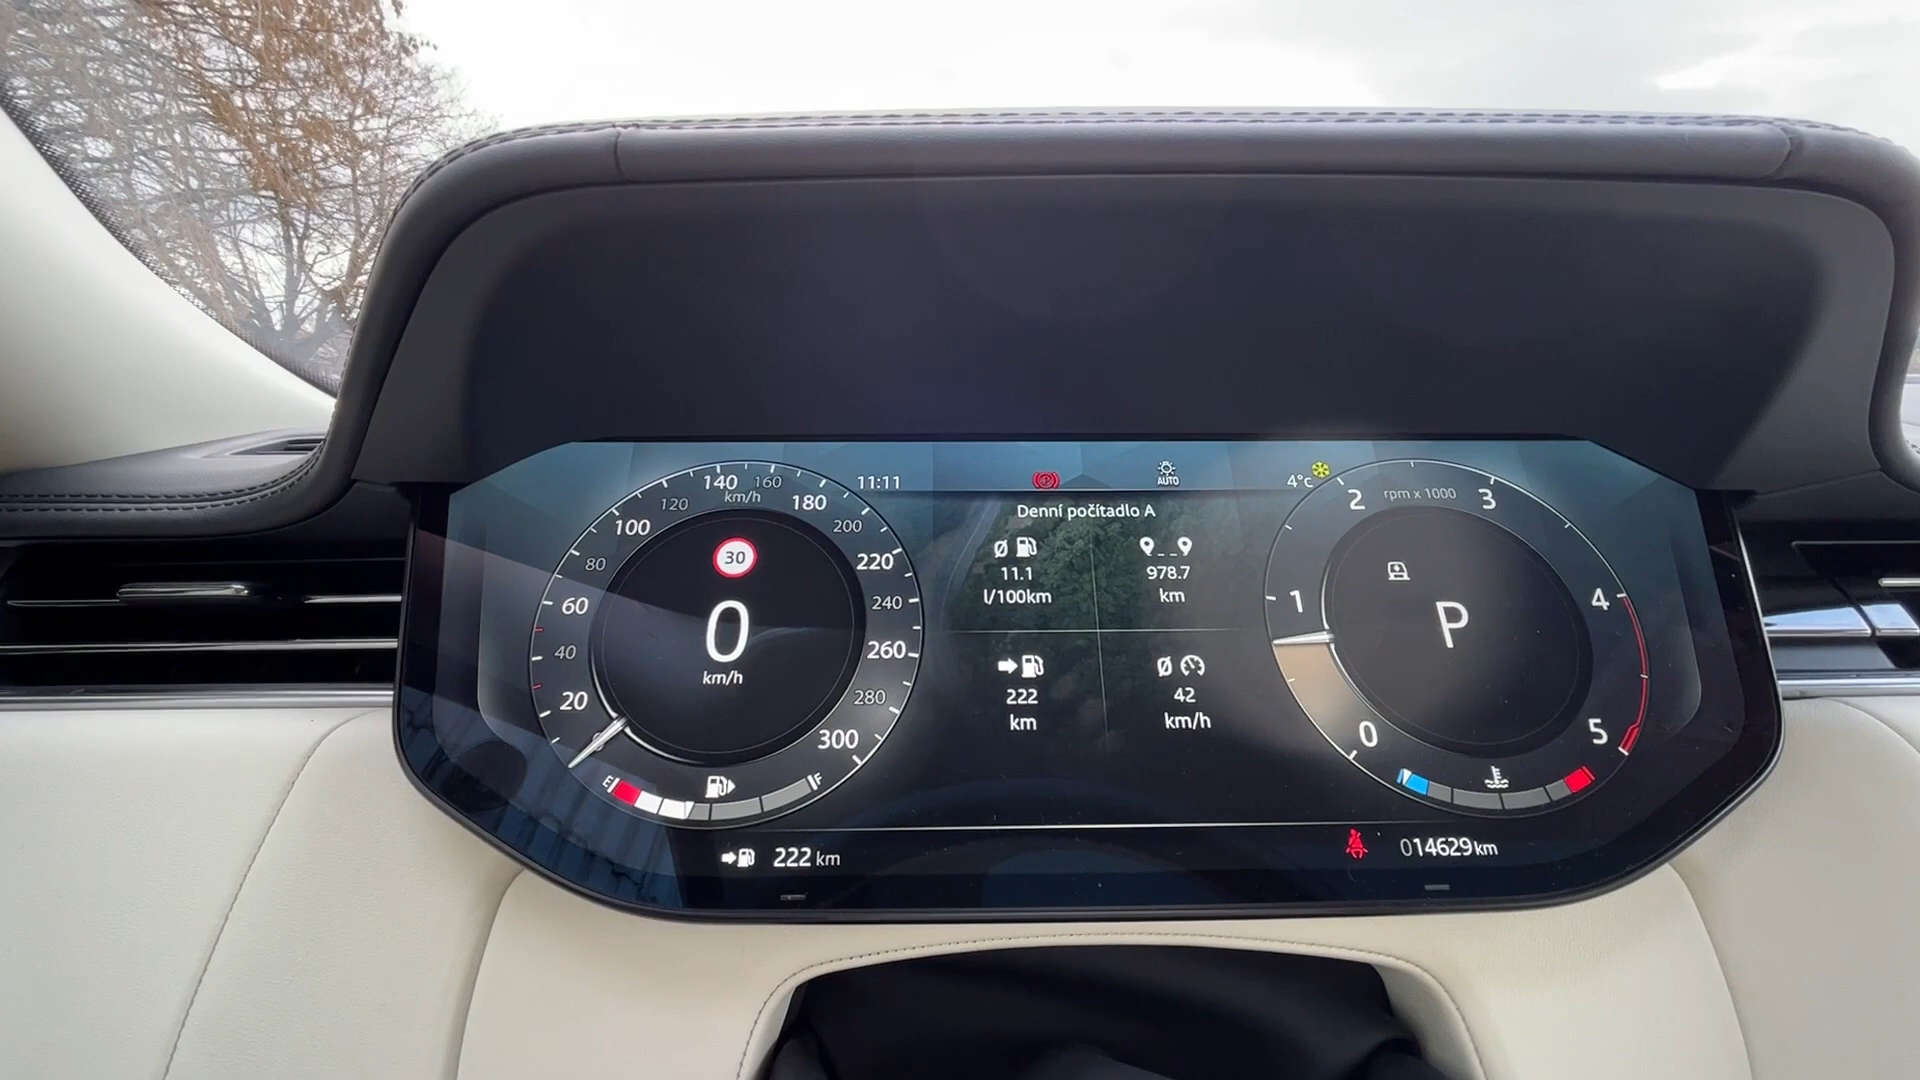 140
160
120
km/h
180
100
200
80
220
30
60
240
0
km/h
40
260
20
280
300
E
F
222 km
11:11
AUTO
4°C
Denní počítadlo A
Ø
11.1
l/100km
978.7
km
222
km
Ø
42
km/h
2
rpm x 1000
3
1
4
P
0
5
014629 km